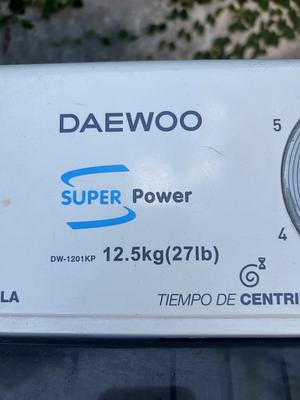 DAEWOO
5
SUPER Power
4
DW-1201KP 12.5kg(27lb)
LA
TIEMPO DE CENTRI